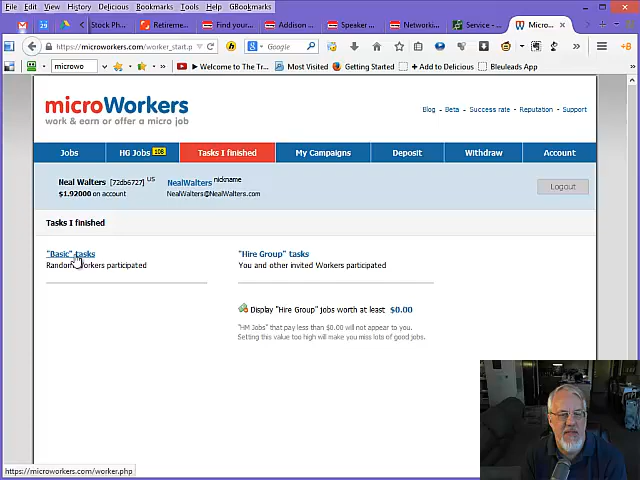 File Edit View History Delicious Bookmarks Tools Help GBookmarks
Stock Ph... Retireme... Find your... Addison ... Speaker ... Networki... Service - ... Micro...
https://microworkers.com/worker_start.p Google
microwo Welcome to The Tr... Most Visited Getting Started Add to Delicious Bleuleads App
microWorkers
work & earn or offer a micro job
Blog - Beta - Success rate - Reputation - Support
Jobs HG Jobs 108 Tasks I finished My Campaigns Deposit Withdraw Account
Neal Walters [72db6727] US NealWalters nickname
$1.92000 on account NealWalters@NealWalters.com
Logout
Tasks I finished
"Basic" tasks "Hire Group" tasks
Random Workers participated You and other invited Workers participated
Display "Hire Group" jobs worth at least $0.00
"HM Jobs" that pay less than $0.00 will not appear to you.
Setting this value too high will make you miss lots of good jobs.
https://microworkers.com/worker.php